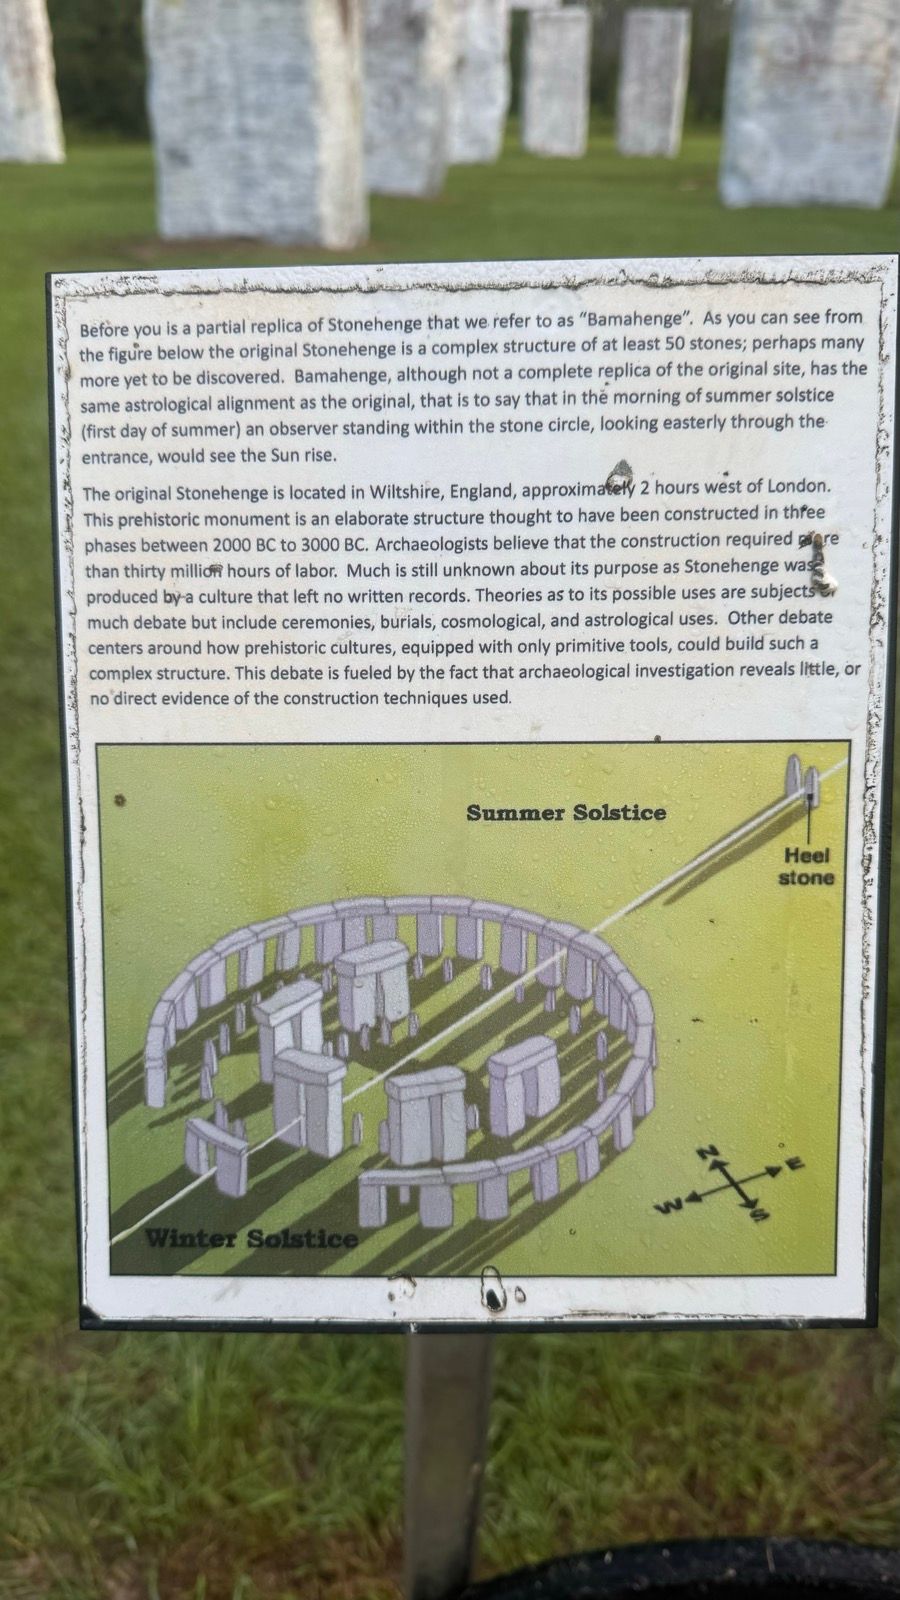 Before you is a partial replica of Stonehenge that we refer to as “Bamahenge”. As you can see from
the figure below the original Stonehenge is a complex structure of at least 50 stones; perhaps many
more yet to be discovered. Bamahenge, although not a complete replica of the original site, has the
same astrological alignment as the original, that is to say that in the morning of summer solstice
(first day of summer) an observer standing within the stone circle, looking easterly through the
entrance, would see the Sun rise.
The original Stonehenge is located in Wiltshire, England, approximately 2 hours west of London.
This prehistoric monument is an elaborate structure thought to have been constructed in three
phases between 2000 BC to 3000 BC. Archaeologists believe that the construction required more
than thirty million hours of labor. Much is still unknown about its purpose as Stonehenge was
produced by a culture that left no written records. Theories as to its possible uses are subjects
much debate but include ceremonies, burials, cosmological, and astrological uses. Other debate
centers around how prehistoric cultures, equipped with only primitive tools, could build such a
complex structure. This debate is fueled by the fact that archaeological investigation reveals little, or
no direct evidence of the construction techniques used.
Summer Solstice
Heel
stone
N
E
W
S
Winter Solstice